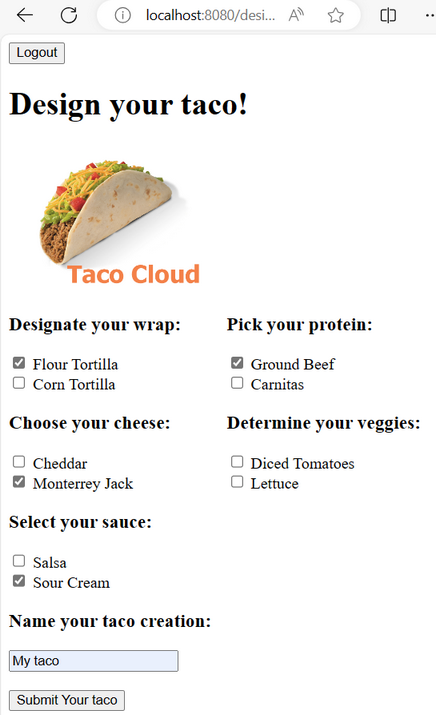 localhost:8080/desi...
Logout
Design your taco!
Taco Cloud
Designate your wrap:
Flour Tortilla
Corn Tortilla
Pick your protein:
Ground Beef
Carnitas
Choose your cheese:
Cheddar
Monterrey Jack
Determine your veggies:
Diced Tomatoes
Lettuce
Select your sauce:
Salsa
Sour Cream
Name your taco creation:
My taco
Submit Your taco